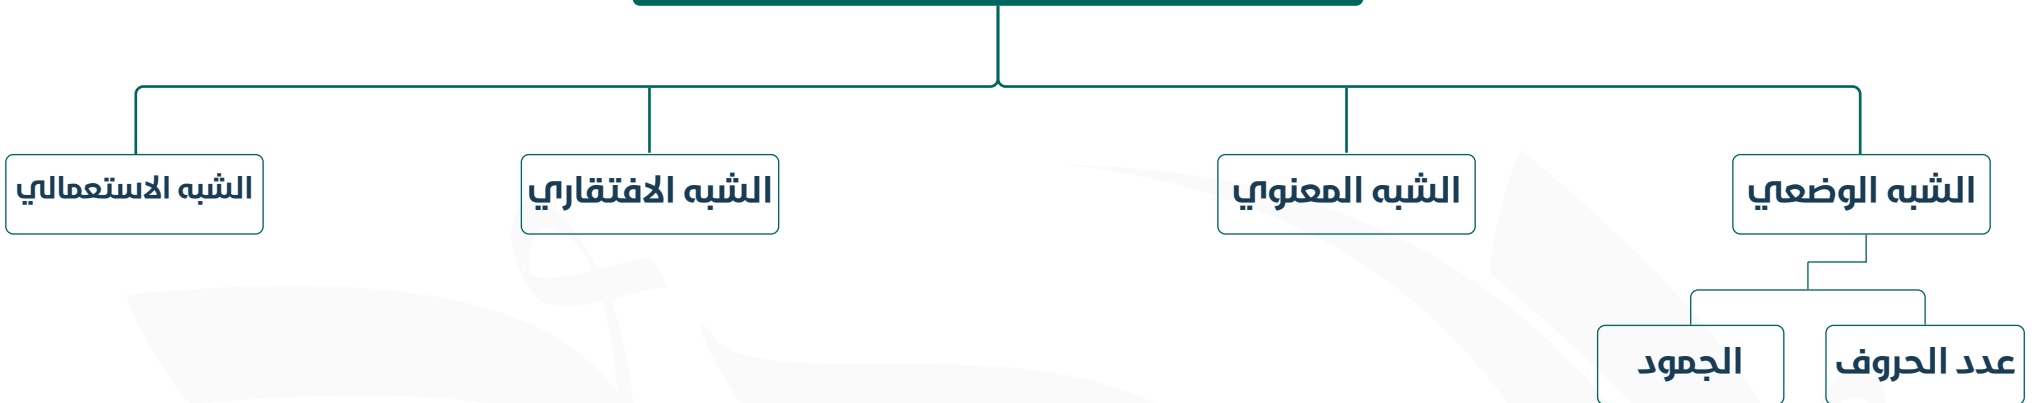 الشبه الوضعي
الشبه المعنوي
الشبه الافتقاري
الشبه الاستعمالي
عدد الحروف
الجمود